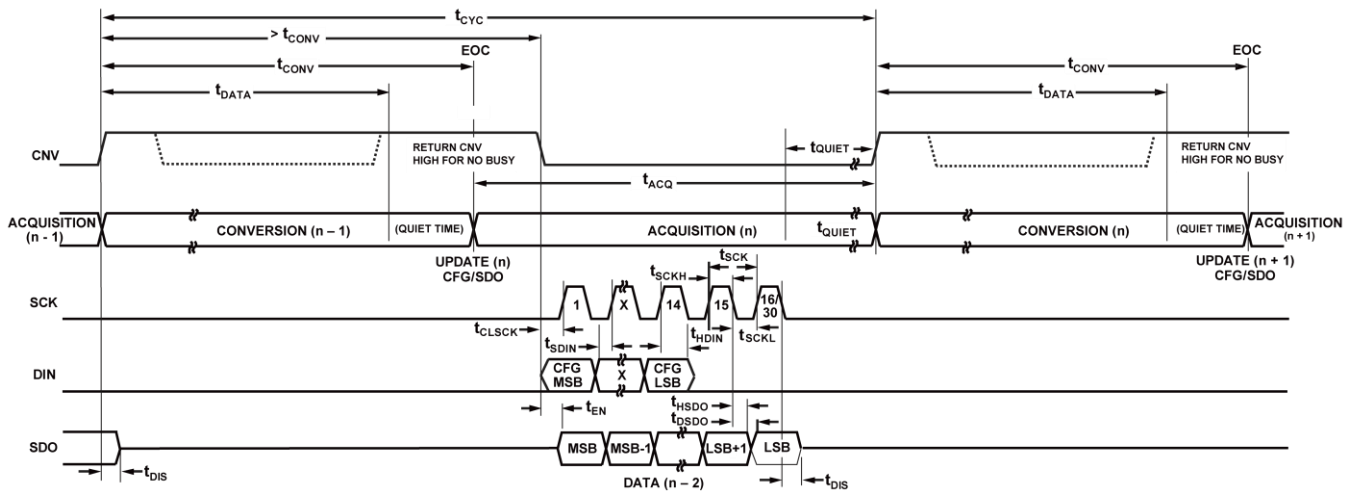 tCYC
> tCONV
EOC
EOC
tCONV
tCONV
tDATA
tDATA
CNV
RETURN CNV
HIGH FOR NO BUSY
tQUIET
RETURN CNV
HIGH FOR NO BUSY
tACQ
ACQUISITION
(n - 1)
CONVERSION (n – 1)
(QUIET TIME)
ACQUISITION (n)
tQUIET
CONVERSION (n)
(QUIET TIME)
ACQUISITION
(n + 1)
UPDATE (n)
CFG/SDO
UPDATE (n + 1)
CFG/SDO
tSCK
tSCKH
SCK
1
X
14
15
16/
30
tCLSCK
tHDIN
tSCKL
tSDIN
DIN
CFG
MSB
X
CFG
LSB
tEN
tHSDO
tDSDO
SDO
MSB
MSB-1
LSB+1
LSB
tDIS
DATA (n – 2)
tDIS